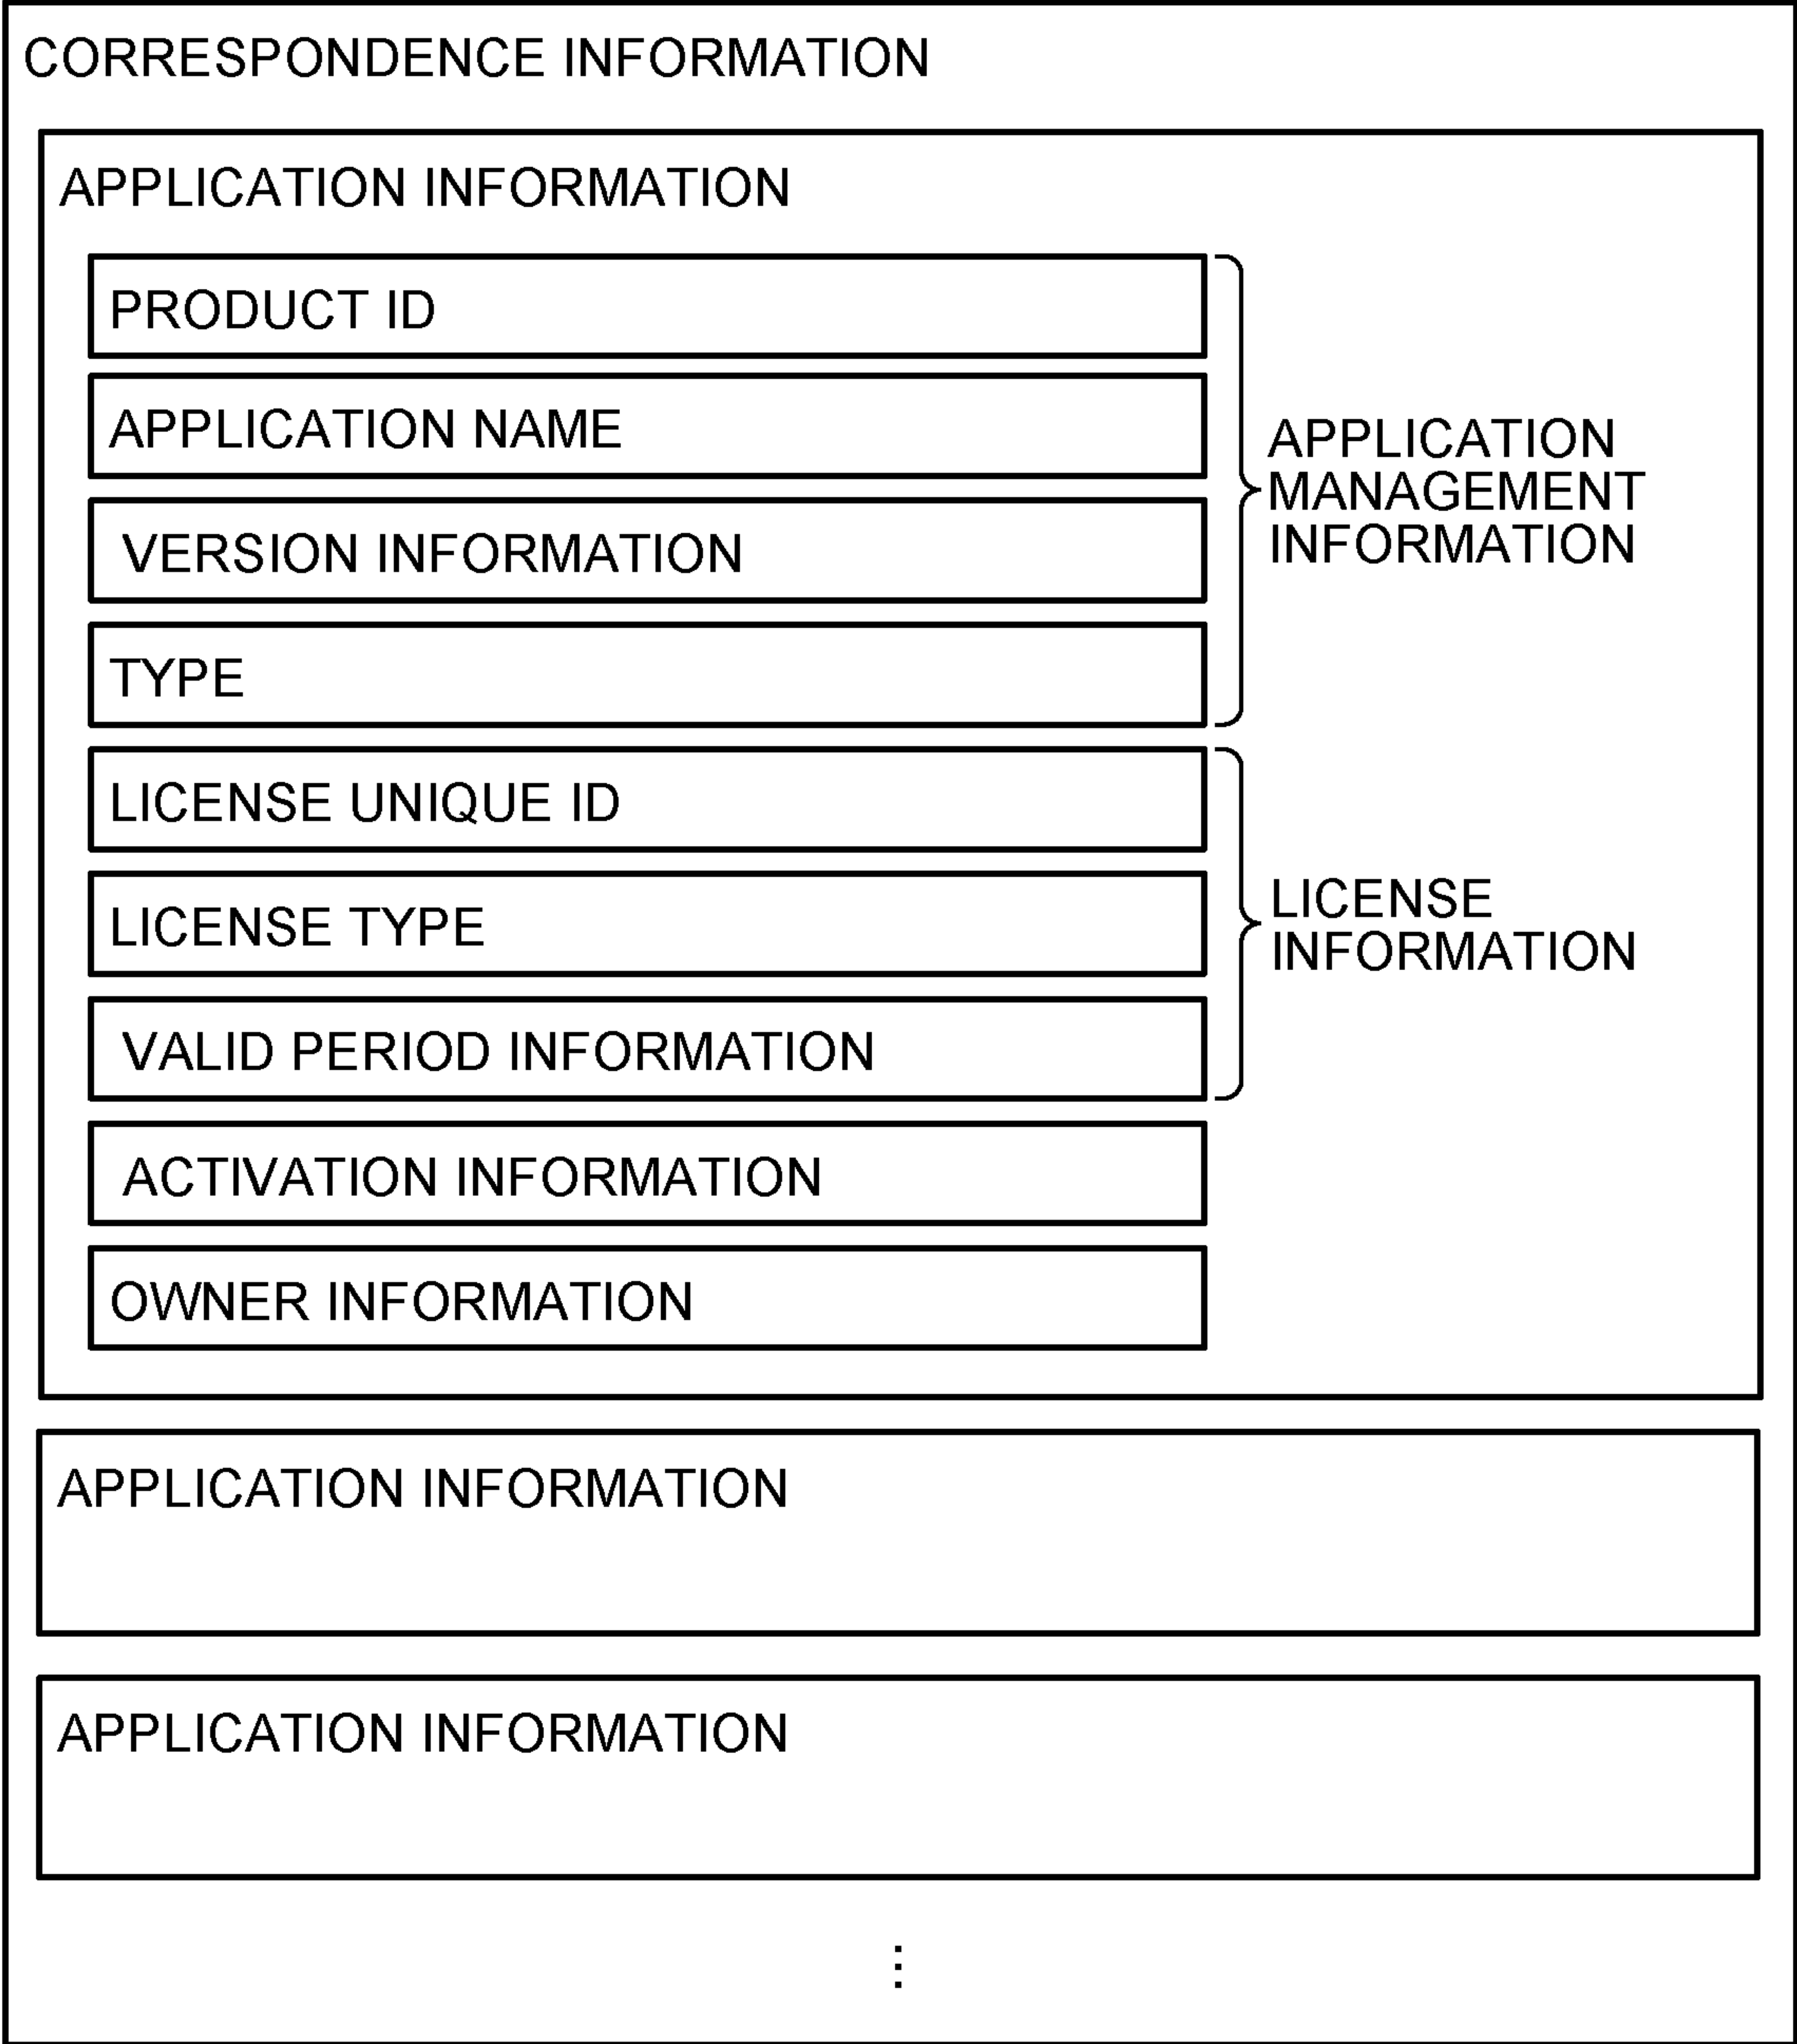 CORRESPONDENCE INFORMATION
APPLICATION INFORMATION
PRODUCT ID
APPLICATION NAME
VERSION INFORMATION
TYPE
APPLICATION
MANAGEMENT
INFORMATION
LICENSE UNIQUE ID
LICENSE TYPE
VALID PERIOD INFORMATION
LICENSE
INFORMATION
ACTIVATION INFORMATION
OWNER INFORMATION
APPLICATION INFORMATION
APPLICATION INFORMATION
⋮